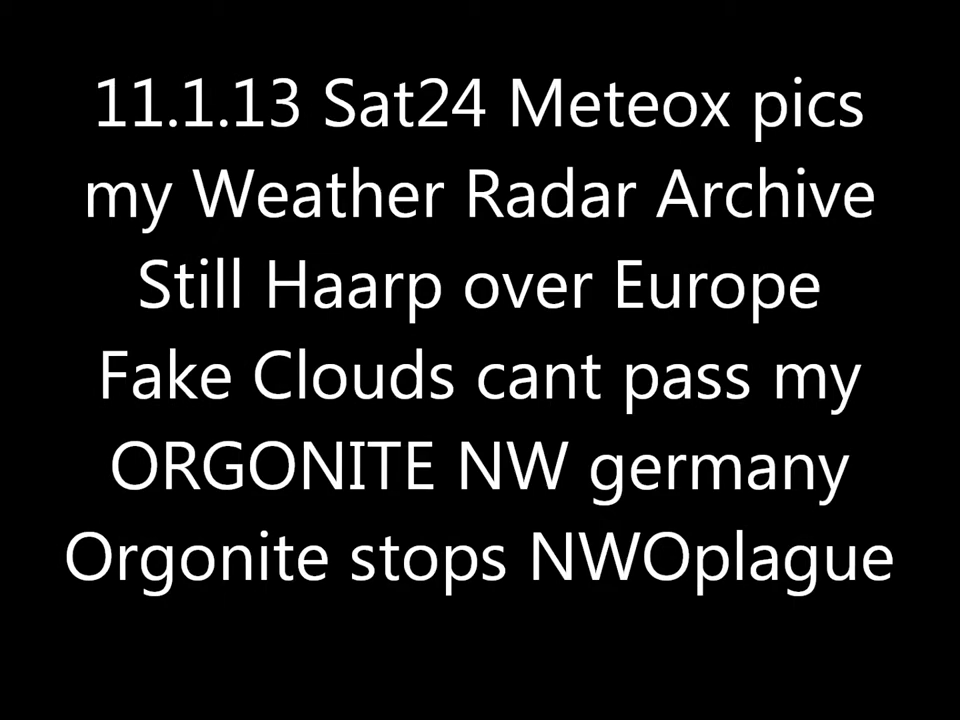 11.1.13 Sat24 Meteox pics
my Weather Radar Archive
Still Haarp over Europe
Fake Clouds cant pass my
ORGONITE NW germany
Orgonite stops NWOplague